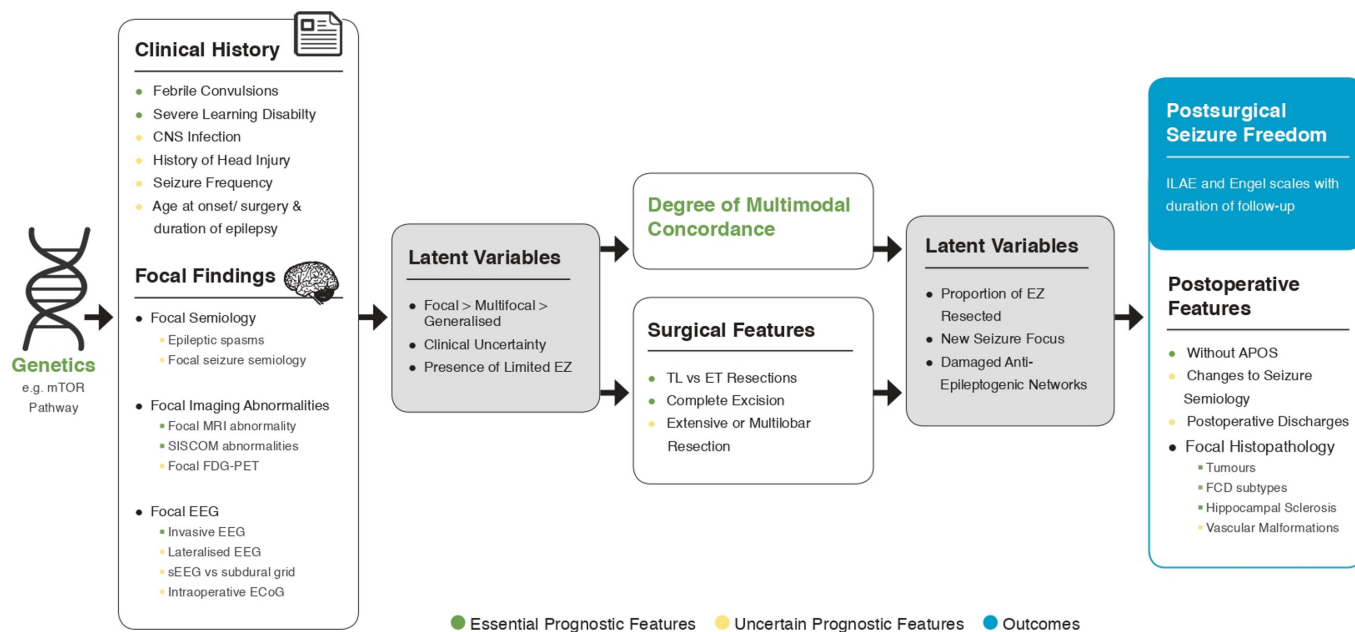 Genetics
e.g. mTOR
Pathway
Clinical History
Febrile Convulsions
Severe Learning Disabilty
CNS Infection
History of Head Injury
Seizure Frequency
Age at onset/ surgery &
duration of epilepsy
Focal Findings
Focal Semiology
Epileptic spasms
Focal seizure semiology
Focal Imaging Abnormalities
Focal MRI abnormality
SISCOM abnormalities
Focal FDG-PET
Focal EEG
Invasive EEG
Lateralised EEG
sEEG vs subdural grid
Intraoperative ECoG
Latent Variables
Focal > Multifocal >
Generalised
Clinical Uncertainty
Presence of Limited EZ
Degree of Multimodal
Concordance
Surgical Features
TL vs ET Resections
Complete Excision
Extensive or Multilobar
Resection
Latent Variables
Proportion of EZ
Resected
New Seizure Focus
Damaged Anti-
Epileptogenic Networks
Postsurgical
Seizure Freedom
ILAE and Engel scales with
duration of follow-up
Postoperative
Features
Without APOS
Changes to Seizure
Semiology
Postoperative Discharges
Focal Histopathology
Tumours
FCD subtypes
Hippocampal Sclerosis
Vascular Malformations
Essential Prognostic Features
Uncertain Prognostic Features
Outcomes